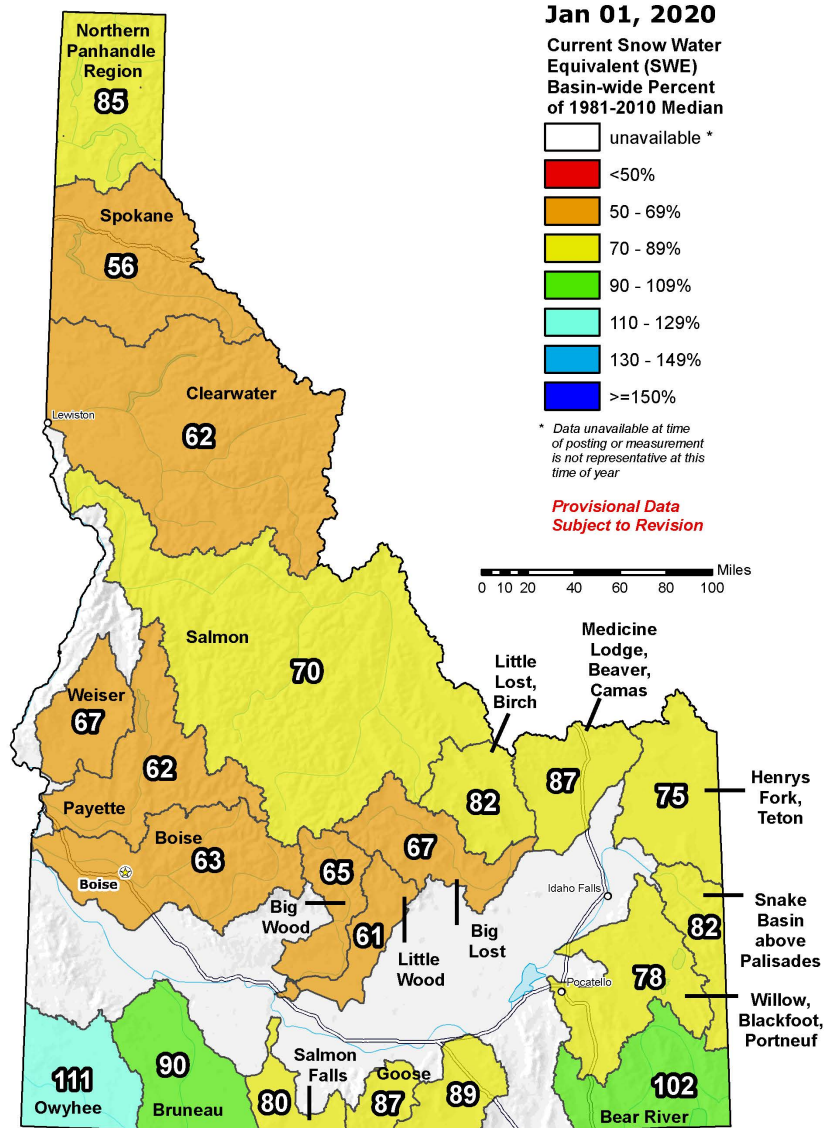 Jan 01, 2020
Current Snow Water
Equivalent (SWE)
Basin-wide Percent
of 1981-2010 Median
unavailable *
<50%
50 - 69%
70 - 89%
90 - 109%
110 - 129%
130 - 149%
>=150%
* Data unavailable at time
of posting or measurement
is not representative at this
time of year
Provisional Data
Subject to Revision
Miles
0 10 20 40 60 80 100
Northern
Panhandle
Region
85
Spokane
56
Clearwater
62
Lewiston
Salmon
70
Weiser
67
62
Payette
Boise
63
Boise
Big
Wood
65
61
Little
Wood
67
Big
Lost
Little
Lost,
Birch
82
Medicine
Lodge,
Beaver,
Camas
87
75
Henrys
Fork,
Teton
Idaho Falls
82
Snake
Basin
above
Palisades
Pocatello
78
Willow,
Blackfoot,
Portneuf
111
Owyhee
90
Bruneau
80
Salmon
Falls
Goose
87
89
102
Bear River